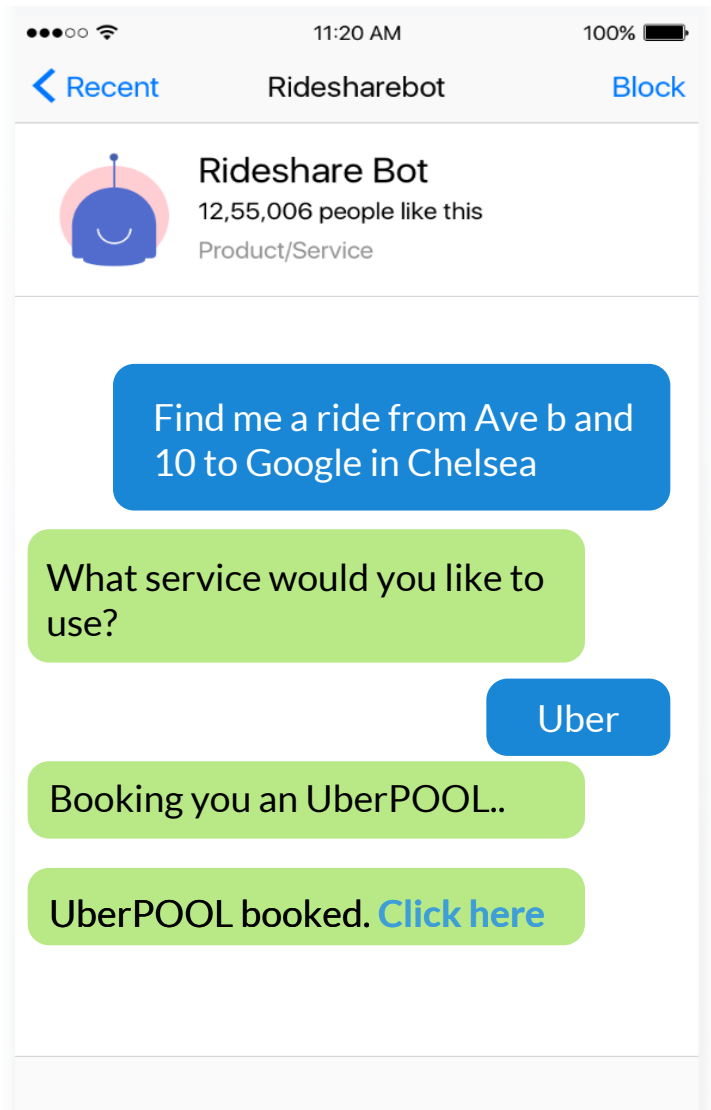 11:20 AM 100%
Recent Ridesharebot Block
Rideshare Bot
12,55,006 people like this
Product/Service
Find me a ride from Ave b and
10 to Google in Chelsea
What service would you like to
use?
Uber
Booking you an UberPOOL..
UberPOOL booked. Click here